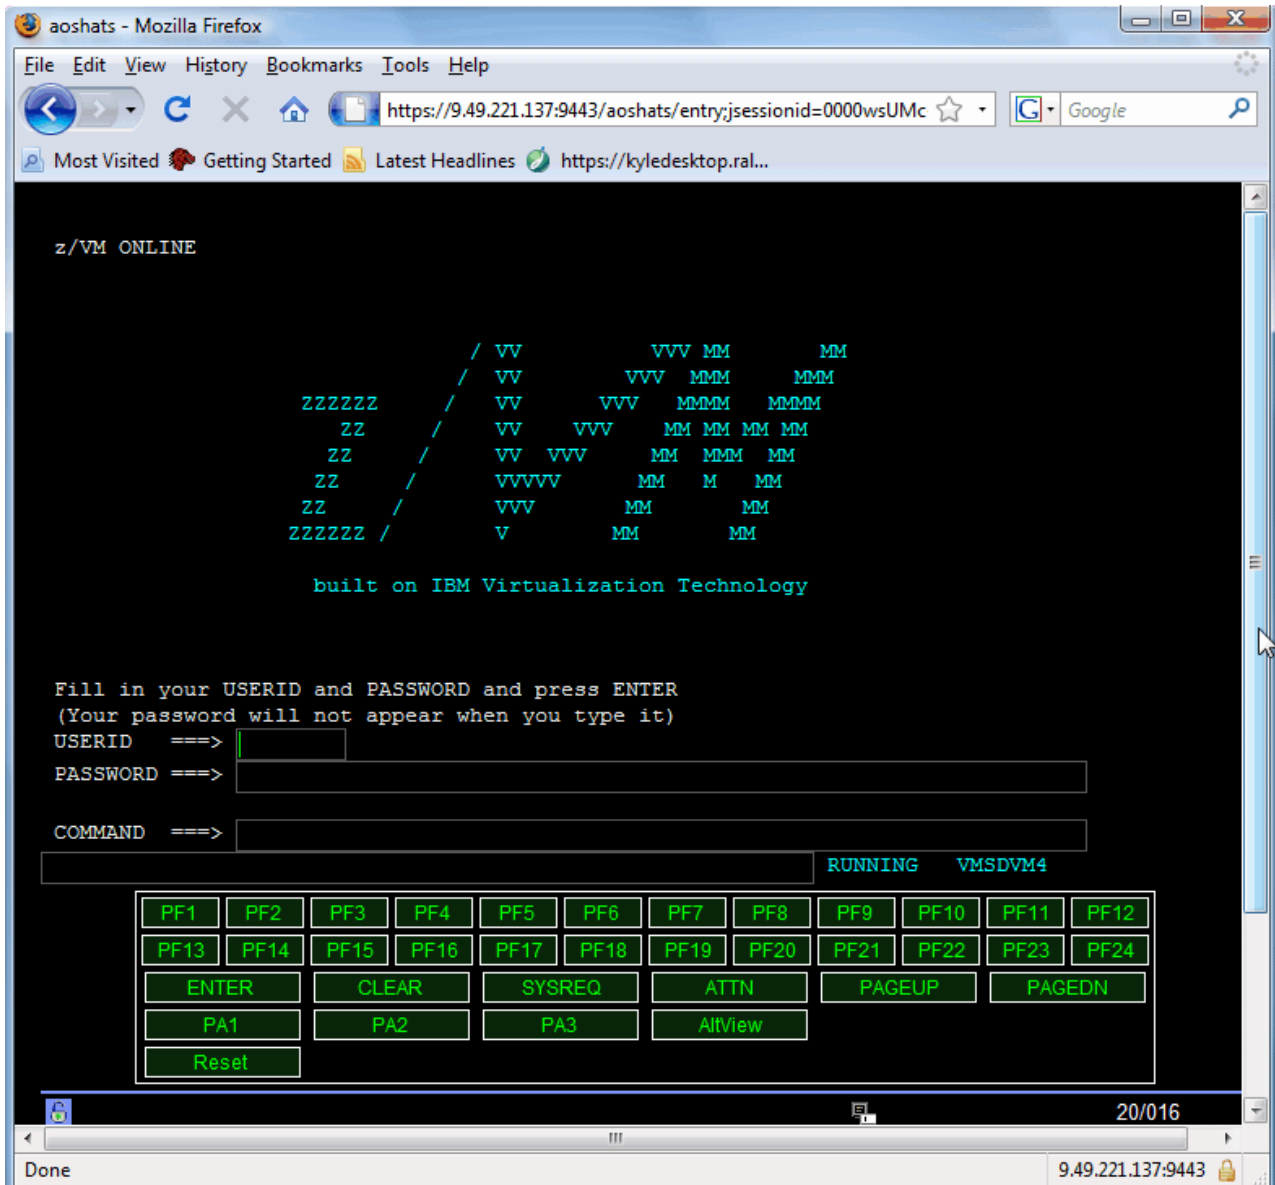 aoshats - Mozilla Firefox
File Edit View History Bookmarks Tools Help
https://9.49.221.137:9443/aoshats/entry;jsessionid=0000wsUMc G Google
Most Visited Getting Started Latest Headlines https://kyledesktop.ral...
z/VM ONLINE
/ VV VVV MM MM
/ VV VVV MMM MMM
ZZZZZZ / VV VVV MMMM MMMM
ZZ / VV VVV MM MM MM MM
ZZ / VV VVV MM MMM MM
ZZ / VVVVV MM M MM
ZZ / VVV MM MM
ZZZZZZ / V MM MM
built on IBM Virtualization Technology
Fill in your USERID and PASSWORD and press ENTER
(Your password will not appear when you type it)
USERID ===>
PASSWORD ===>
COMMAND ===>
RUNNING VMSDVM4
PF1 PF2 PF3 PF4 PF5 PF6 PF7 PF8 PF9 PF10 PF11 PF12
PF13 PF14 PF15 PF16 PF17 PF18 PF19 PF20 PF21 PF22 PF23 PF24
ENTER CLEAR SYSREQ ATTN PAGEUP PAGEDN
PA1 PA2 PA3 AltView
Reset
20/016
Done 9.49.221.137:9443